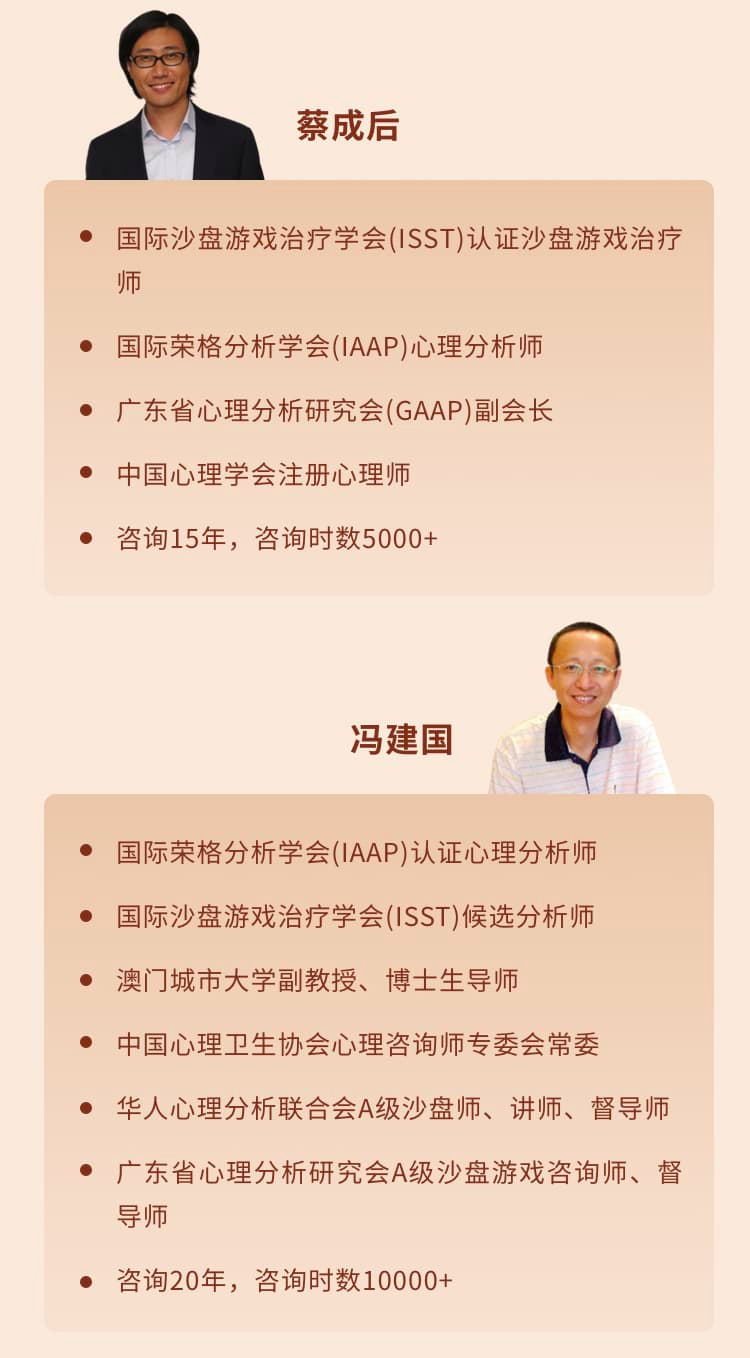 蔡成后
国际沙盘游戏治疗学会(ISST)认证沙盘游戏治疗
师
国际荣格分析学会(IAAP)心理分析师
广东省心理分析研究会(GAAP)副会长
中国心理学会注册心理师
咨询15年，咨询时数5000+
冯建国
国际荣格分析学会(IAAP)认证心理分析师
国际沙盘游戏治疗学会(ISST)候选分析师
澳门城市大学副教授、博士生导师
中国心理卫生协会心理咨询师专委会常委
华人心理分析联合会A级沙盘师、讲师、督导师
广东省心理分析研究会A级沙盘游戏咨询师、督
导师
咨询20年，咨询时数10000+